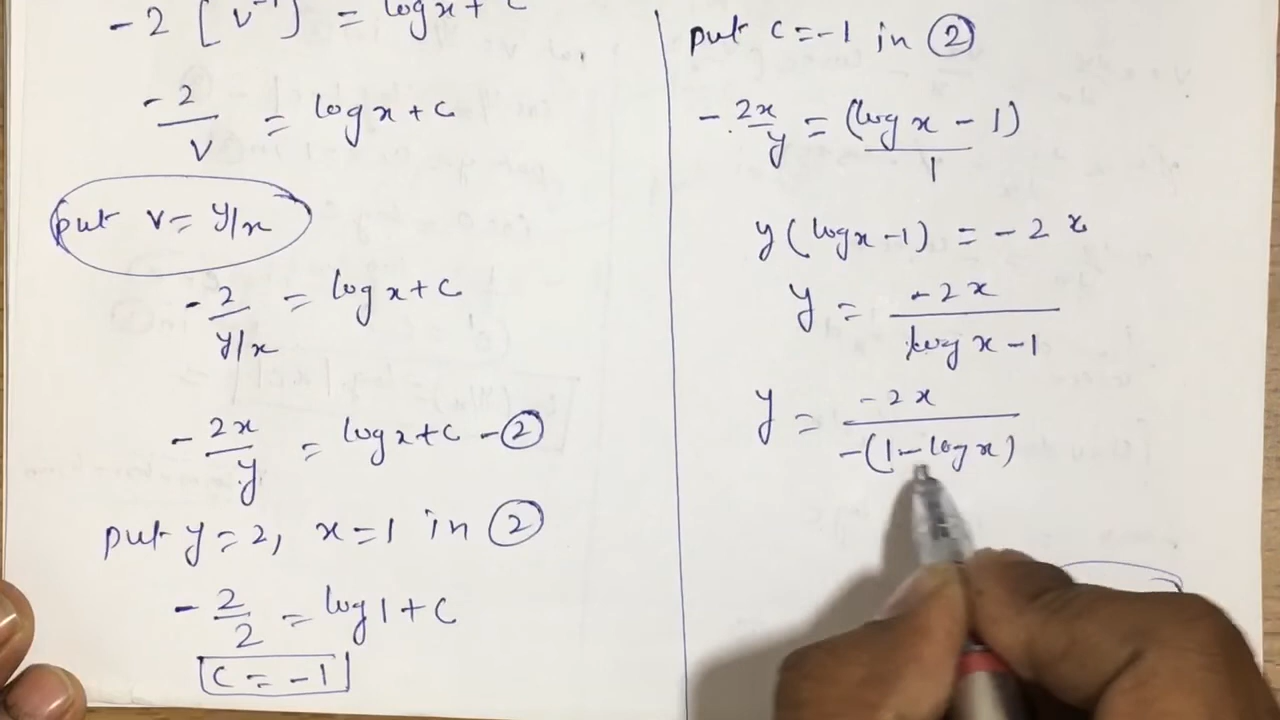 -2 [v⁻¹] = log x + c
-2/v = log x + c
put v = y/x
-2/(y/x) = log x + c
-2x/y = log x + c - ②
put y = 2, x = 1 in ②
-2/2 = log 1 + c
c = -1
put c = -1 in ②
-2x/y = (log x - 1)/1
y (log x - 1) = -2x
y = -2x/(log x - 1)
y = -2x/-(1 - log x)